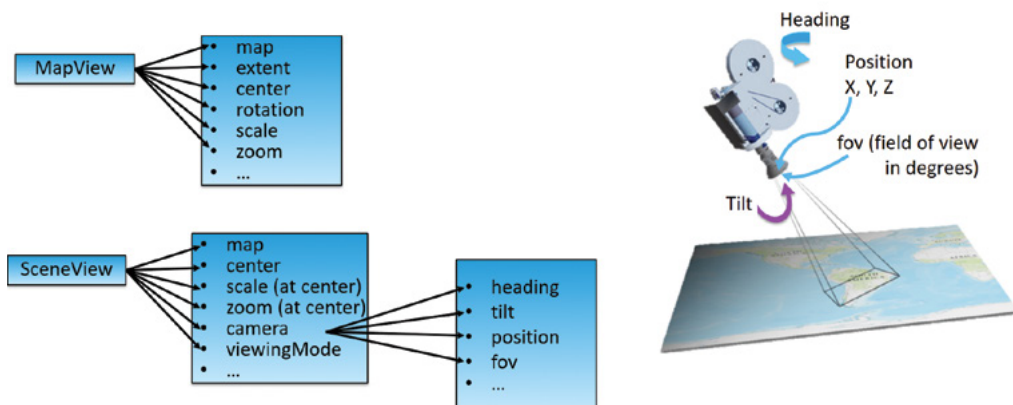 MapView
• map
• extent
• center
• rotation
• scale
• zoom
• ...
SceneView
• map
• center
• scale (at center)
• zoom (at center)
• camera
• viewingMode
• ...
• heading
• tilt
• position
• fov
• ...
Heading
Position
X, Y, Z
fov (field of view
in degrees)
Tilt